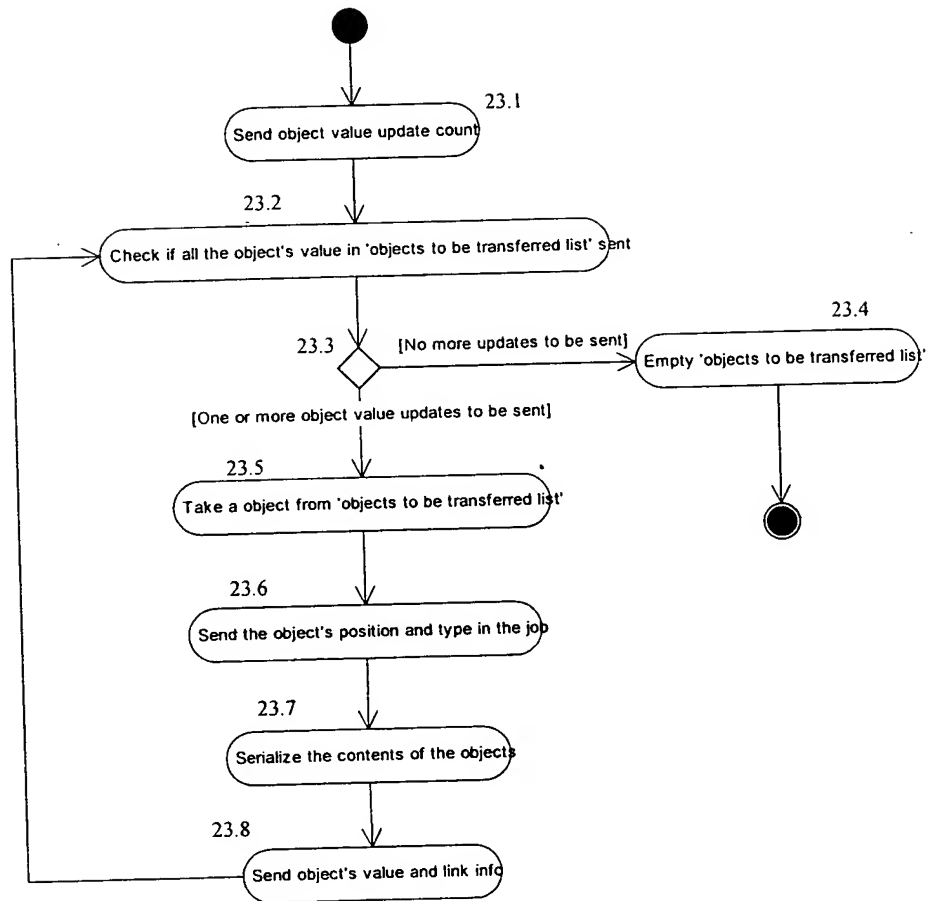 23.1
Send object value update count
23.2
Check if all the object's value in 'objects to be transferred list' sent
23.4
23.3
[No more updates to be sent]
Empty 'objects to be transferred list'
[One or more object value updates to be sent]
23.5
Take a object from 'objects to be transferred list'
23.6
Send the object's position and type in the job
23.7
Serialize the contents of the objects
23.8
Send object's value and link info